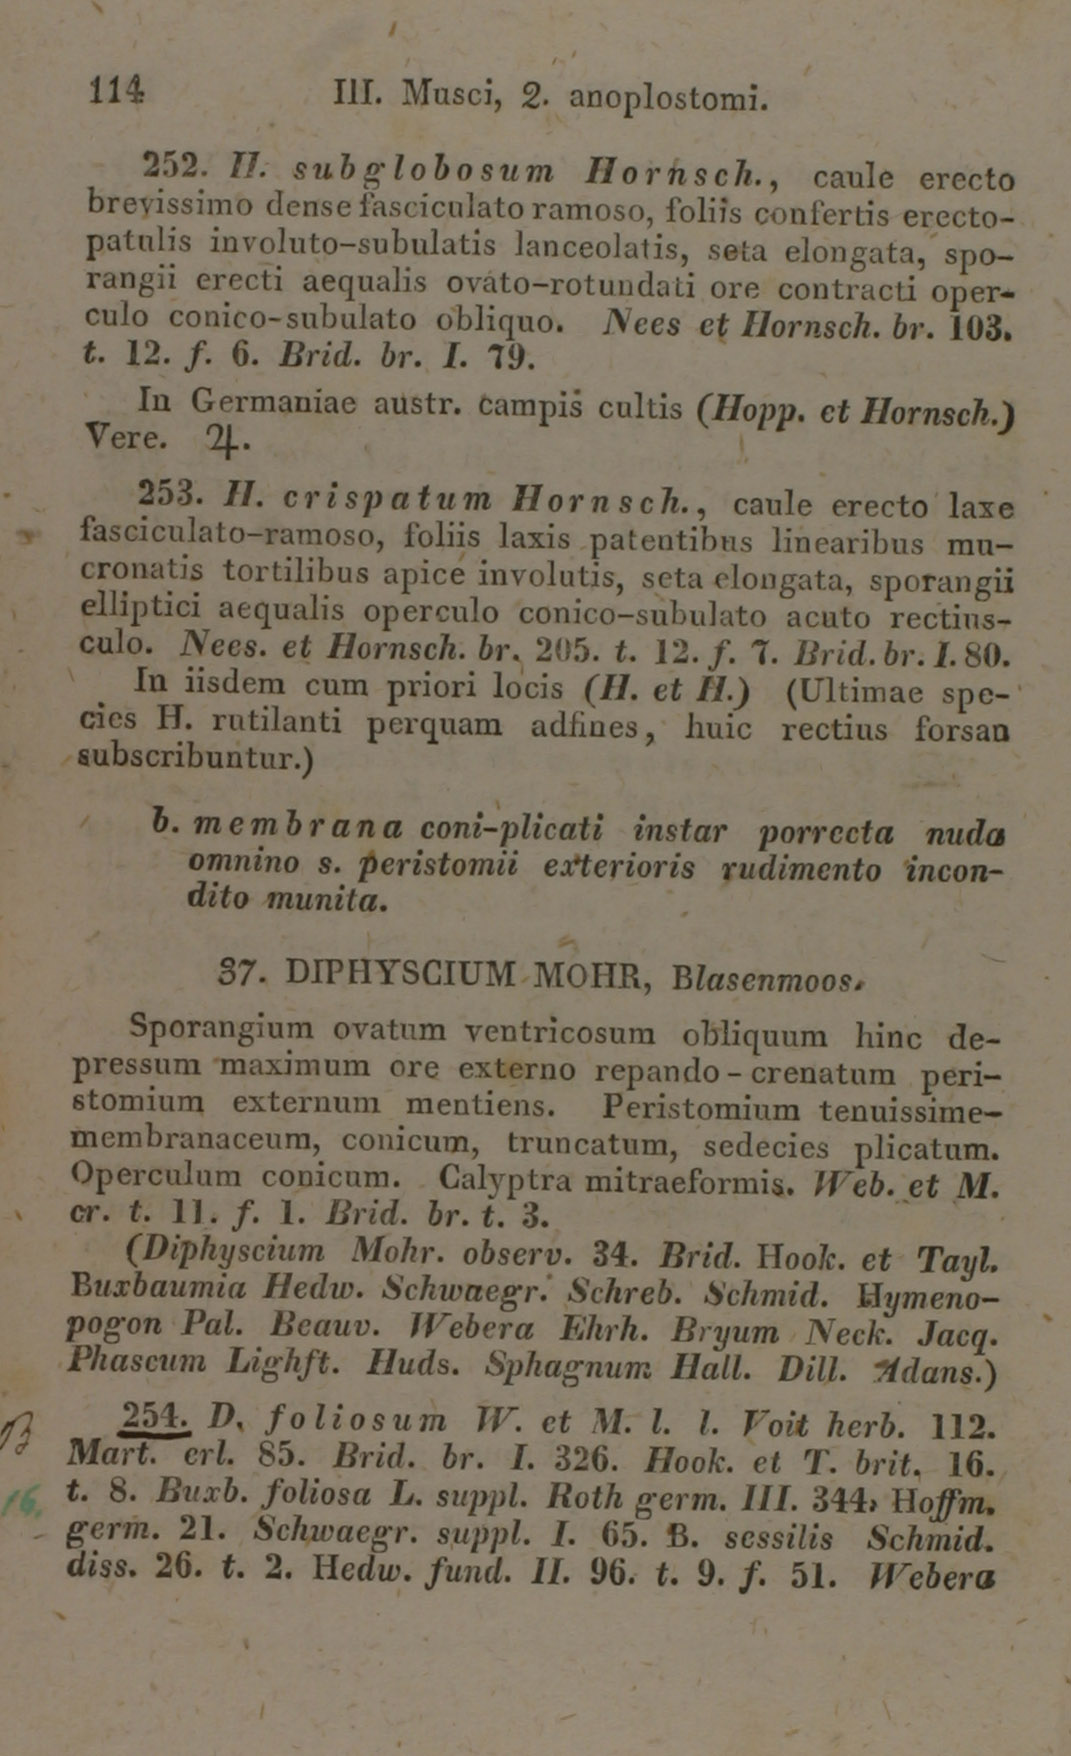 114 III. Musci, 2. anoplostomi.
252. H. subglobosum Hornsch., caule erecto
brevissimo dense fasciculato ramoso, foliis confertis erecto-
patulis involuto-subulatis lanceolatis, seta elongata, spo-
rangii erecti aequalis ovato-rotundati ore contracti oper-
culo conico-subulato obliquo. Nees et Hornsch. br. 103.
t. 12. f. 6. Brid. br. I. 79.
In Germaniae austr. campis cultis (Hopp. et Hornsch.)
Vere. ♃.
253. H. crispatum Hornsch., caule erecto laxe
fasciculato-ramoso, foliis laxis patentibus linearibus mu-
cronatis tortilibus apice involutis, seta elongata, sporangii
elliptici aequalis operculo conico-subulato acuto rectius-
culo. Nees. et Hornsch. br. 205. t. 12. f. 7. Brid. br. I. 80.
In iisdem cum priori locis (H. et H.) (Ultimae spe-
cies H. rutilanti perquam adfines, huic rectius forsan
subscribuntur.)
b. membrana coni-plicati instar porrecta nuda
omnino s. peristomii exterioris rudimento incon-
dito munita.
37. DIPHYSCIUM MOHR, Blasenmoos.
Sporangium ovatum ventricosum obliquum hinc de-
pressum maximum ore externo repando-crenatum peri-
stomium externum mentiens. Peristomium tenuissime-
membranaceum, conicum, truncatum, sedecies plicatum.
Operculum conicum. Calyptra mitraeformis. Web. et M.
cr. t. 11. f. 1. Brid. br. t. 3.
(Diphyscium Mohr. observ. 34. Brid. Hook. et Tayl.
Buxbaumia Hedw. Schwaegr. Schreb. Schmid. Hymeno-
pogon Pal. Beauv. Webera Ehrh. Bryum Neck. Jacq.
Phascum Lighft. Huds. Sphagnum Hall. Dill. Adans.)
254. D. foliosum W. et M. l. l. Voit herb. 112.
Mart. erl. 85. Brid. br. I. 326. Hook. et T. brit. 16.
16. t. 8. Buxb. foliosa L. suppl. Roth germ. III. 344, Hoffm.
germ. 21. Schwaegr. suppl. I. 65. B. sessilis Schmid.
diss. 26. t. 2. Hedw. fund. II. 96. t. 9. f. 51. Webera